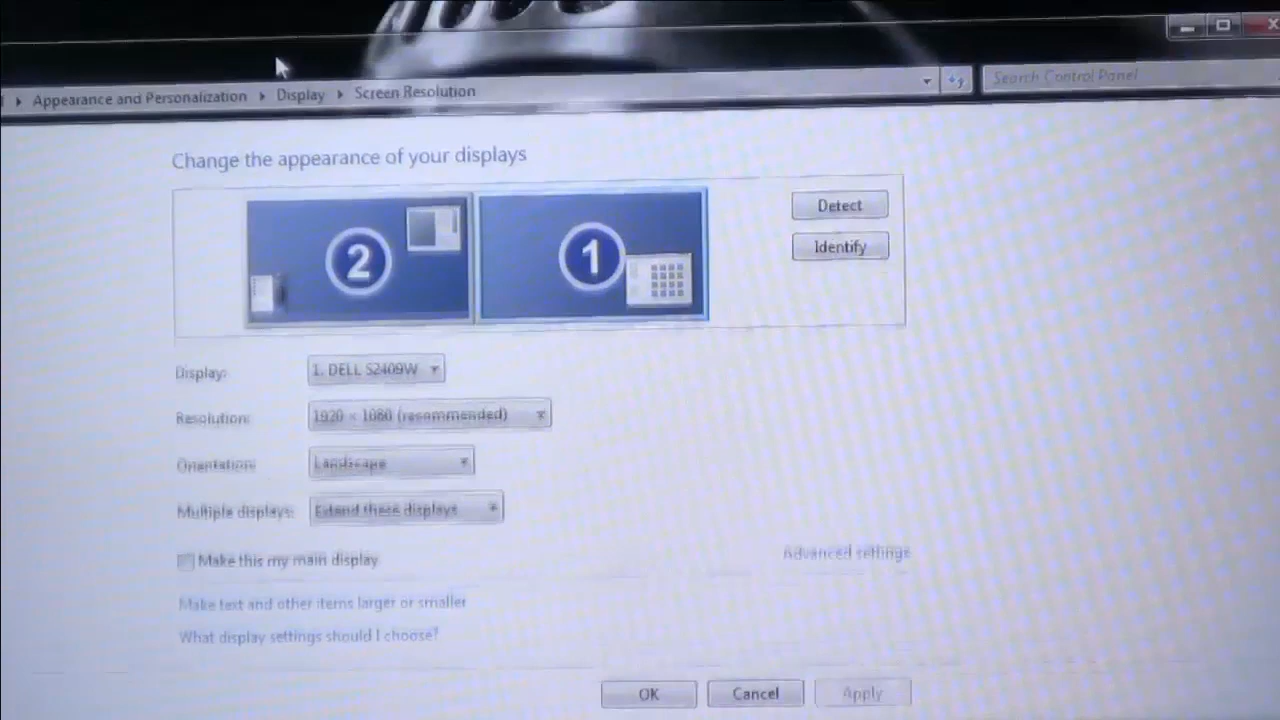 Appearance and Personalization Display Screen Resolution
Search Control Panel
Change the appearance of your displays
2
1
Detect
Identify
Display: 1. DELL S2409W
Resolution: 1920 × 1080 (recommended)
Orientation: Landscape
Multiple displays: Extend these displays
Make this my main display
Advanced settings
Make text and other items larger or smaller
What display settings should I choose?
OK Cancel Apply